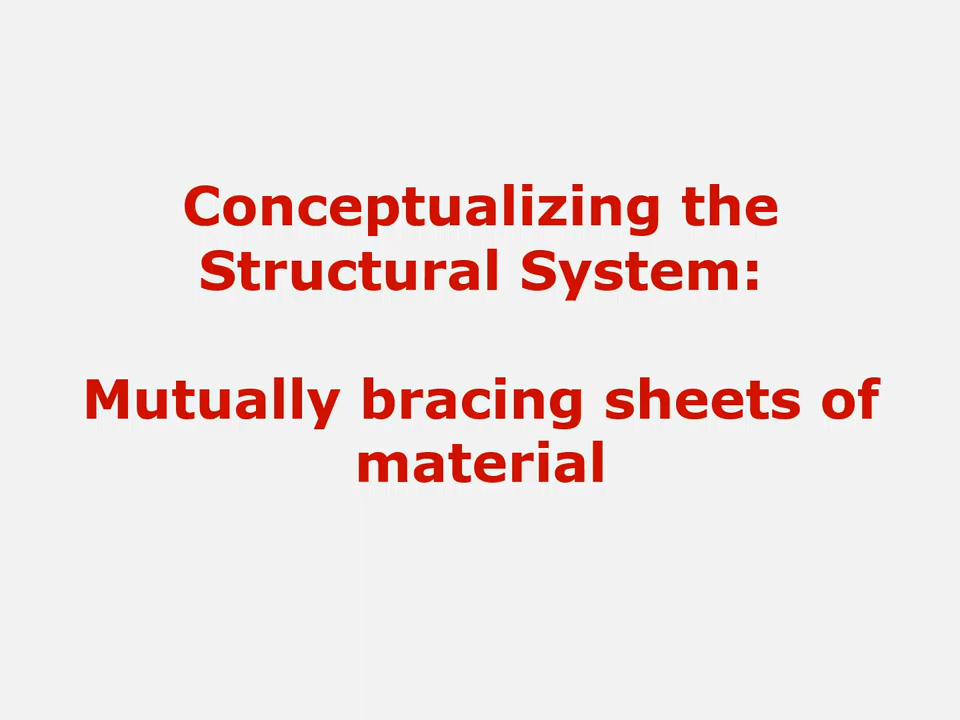 Conceptualizing the
Structural System:
Mutually bracing sheets of
material